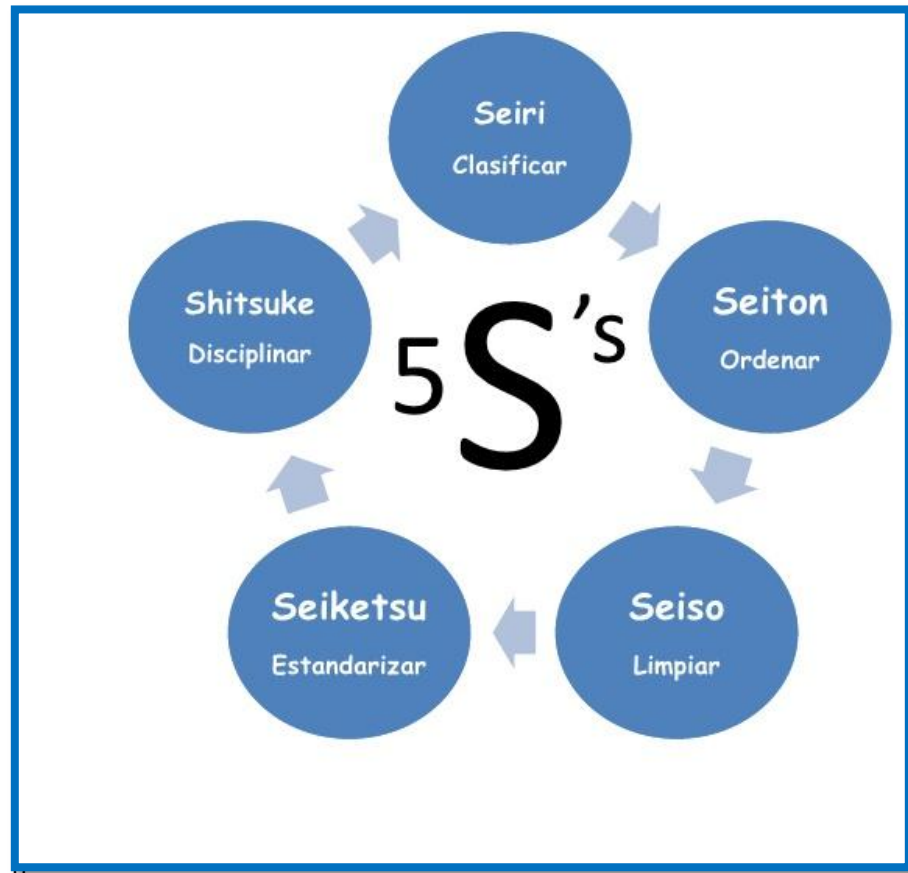 Seiri
Clasificar
Seiton
Ordenar
Seiso
Limpiar
Seiketsu
Estandarizar
Shitsuke
Disciplinar
5S's